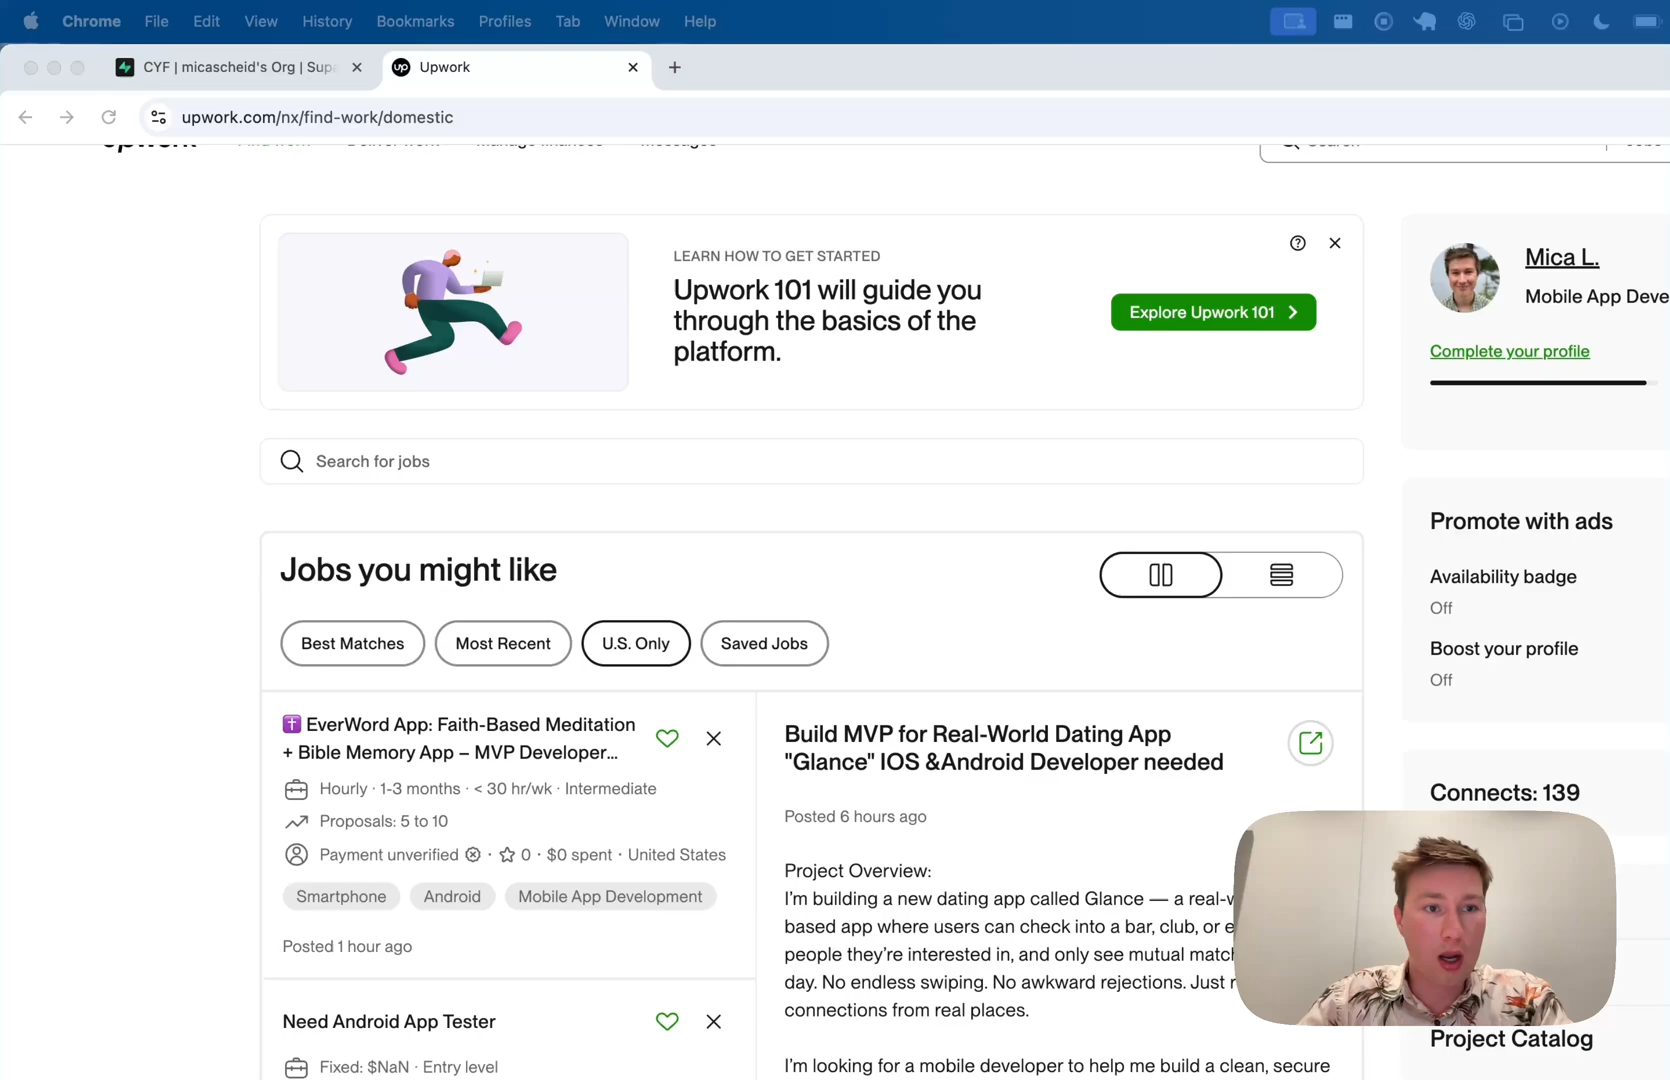 Chrome File Edit View History Bookmarks Profiles Tab Window Help
CYF | micascheid's Org | Supa
Upwork
upwork.com/nx/find-work/domestic
LEARN HOW TO GET STARTED
Upwork 101 will guide you
through the basics of the
platform.
Explore Upwork 101
Mica L.
Mobile App Deve
Complete your profile
Search for jobs
Promote with ads
Availability badge
Off
Boost your profile
Off
Connects: 139
Project Catalog
Jobs you might like
Best Matches
Most Recent
U.S. Only
Saved Jobs
✝️ EverWord App: Faith-Based Meditation
+ Bible Memory App – MVP Developer...
Hourly · 1-3 months · < 30 hr/wk · Intermediate
Proposals: 5 to 10
Payment unverified · 0 · $0 spent · United States
Smartphone
Android
Mobile App Development
Posted 1 hour ago
Need Android App Tester
Fixed: $NaN · Entry level
Build MVP for Real-World Dating App
"Glance" IOS &Android Developer needed
Posted 6 hours ago
Project Overview:
I'm building a new dating app called Glance — a real-w
based app where users can check into a bar, club, or e
people they're interested in, and only see mutual match
day. No endless swiping. No awkward rejections. Just r
connections from real places.
I'm looking for a mobile developer to help me build a clean, secure